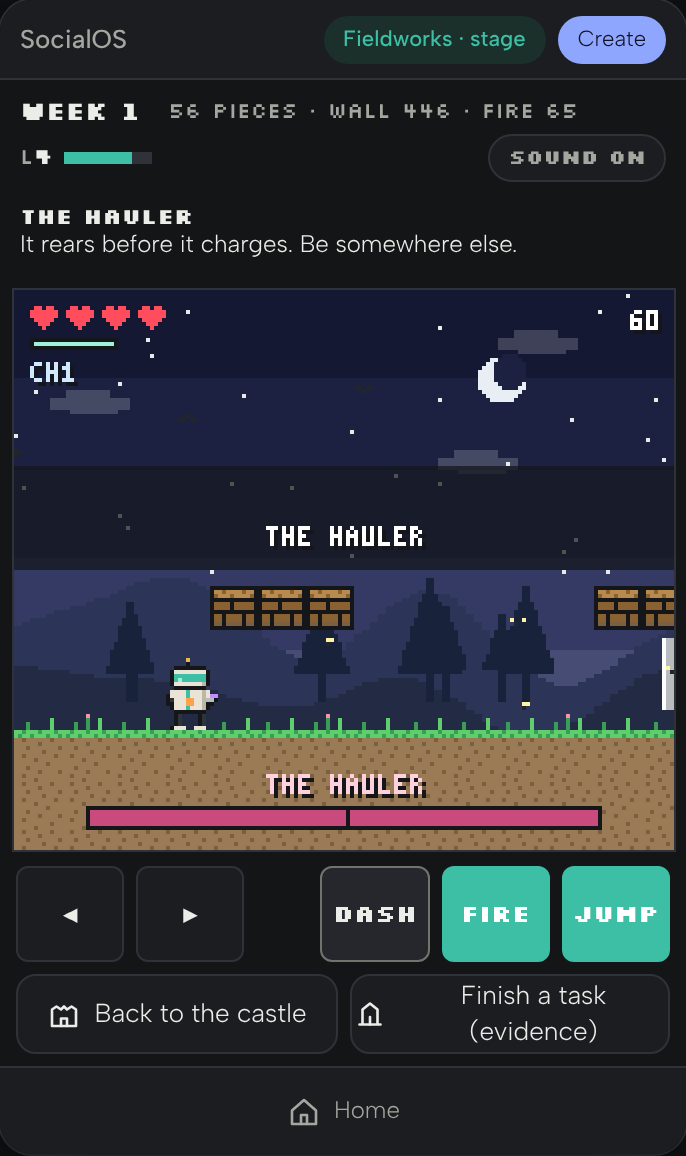 SocialOS
Fieldworks · stage
Create
WEEK 1
56 PIECES · WALL 446 · FIRE 65
L4
SOUND ON
THE HAULER
It rears before it charges. Be somewhere else.
60
CH1
THE HAULER
THE HAULER
◄
►
DASH
FIRE
JUMP
Back to the castle
Finish a task
(evidence)
Home